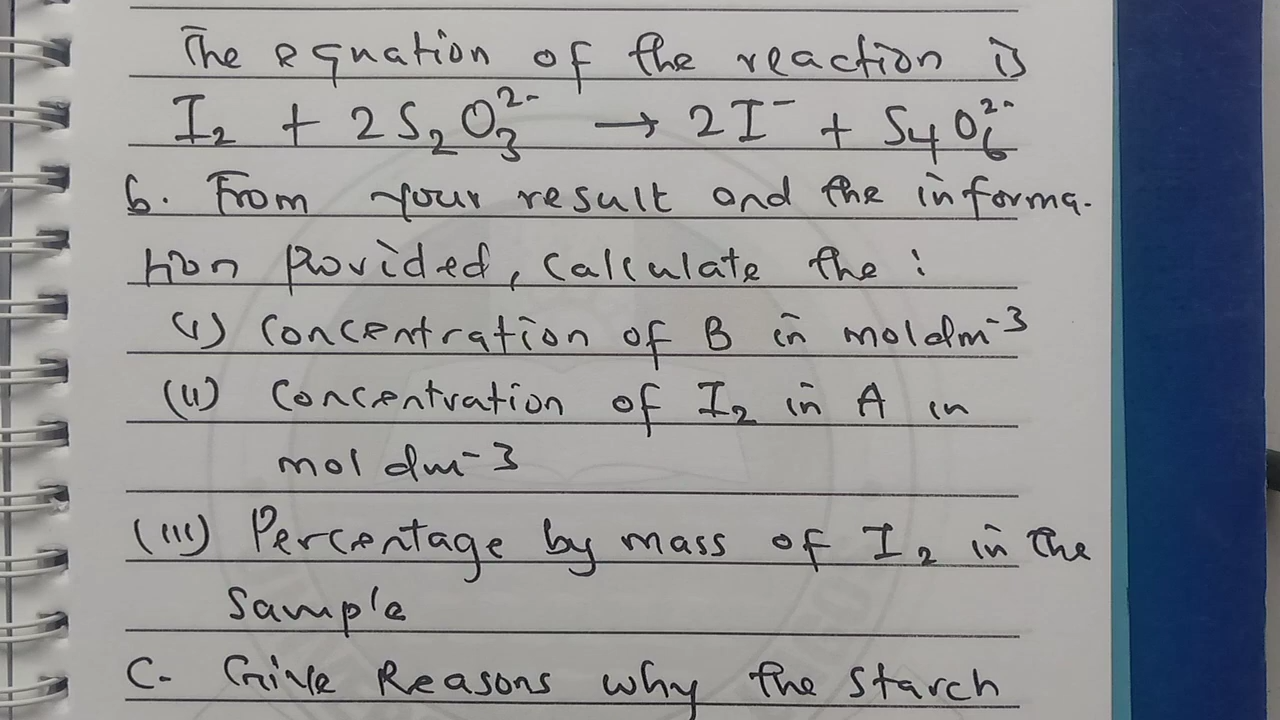 The equation of the reaction is
I₂ + 2S₂O₃²⁻ → 2I⁻ + S₄O₆²⁻
b. From your result and the informa-
tion provided, calculate the :
(i) concentration of B in moldm⁻³
(ii) Concentration of I₂ in A in
mol dm⁻³
(iii) Percentage by mass of I₂ in the
Sample
C- Give Reasons why the starch